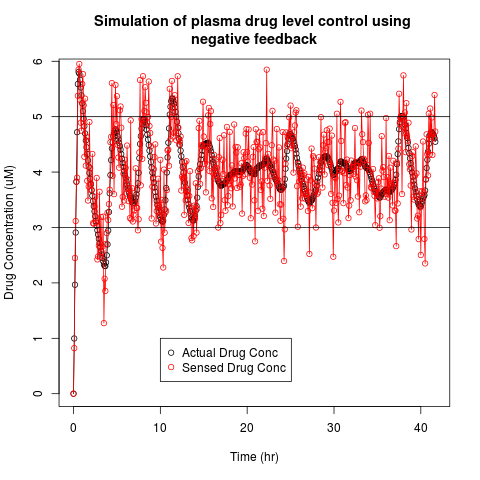 Simulation of plasma drug level control using
negative feedback
6
5
4
3
2
1
0
Drug Concentration (uM)
Actual Drug Conc
Sensed Drug Conc
0 10 20 30 40
Time (hr)